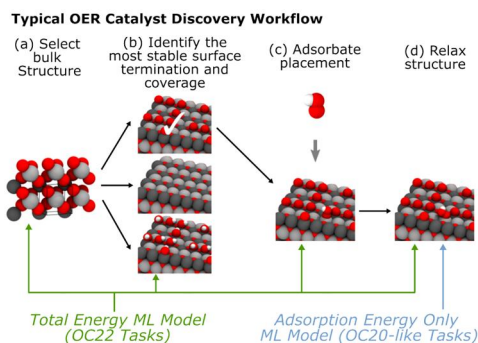 Typical OER Catalyst Discovery Workflow
(a) Select
bulk
Structure
(b) Identify the
most stable surface
termination and
coverage
(c) Adsorbate
placement
(d) Relax
structure
Total Energy ML Model
(OC22 Tasks)
Adsorption Energy Only
ML Model (OC20-like Tasks)